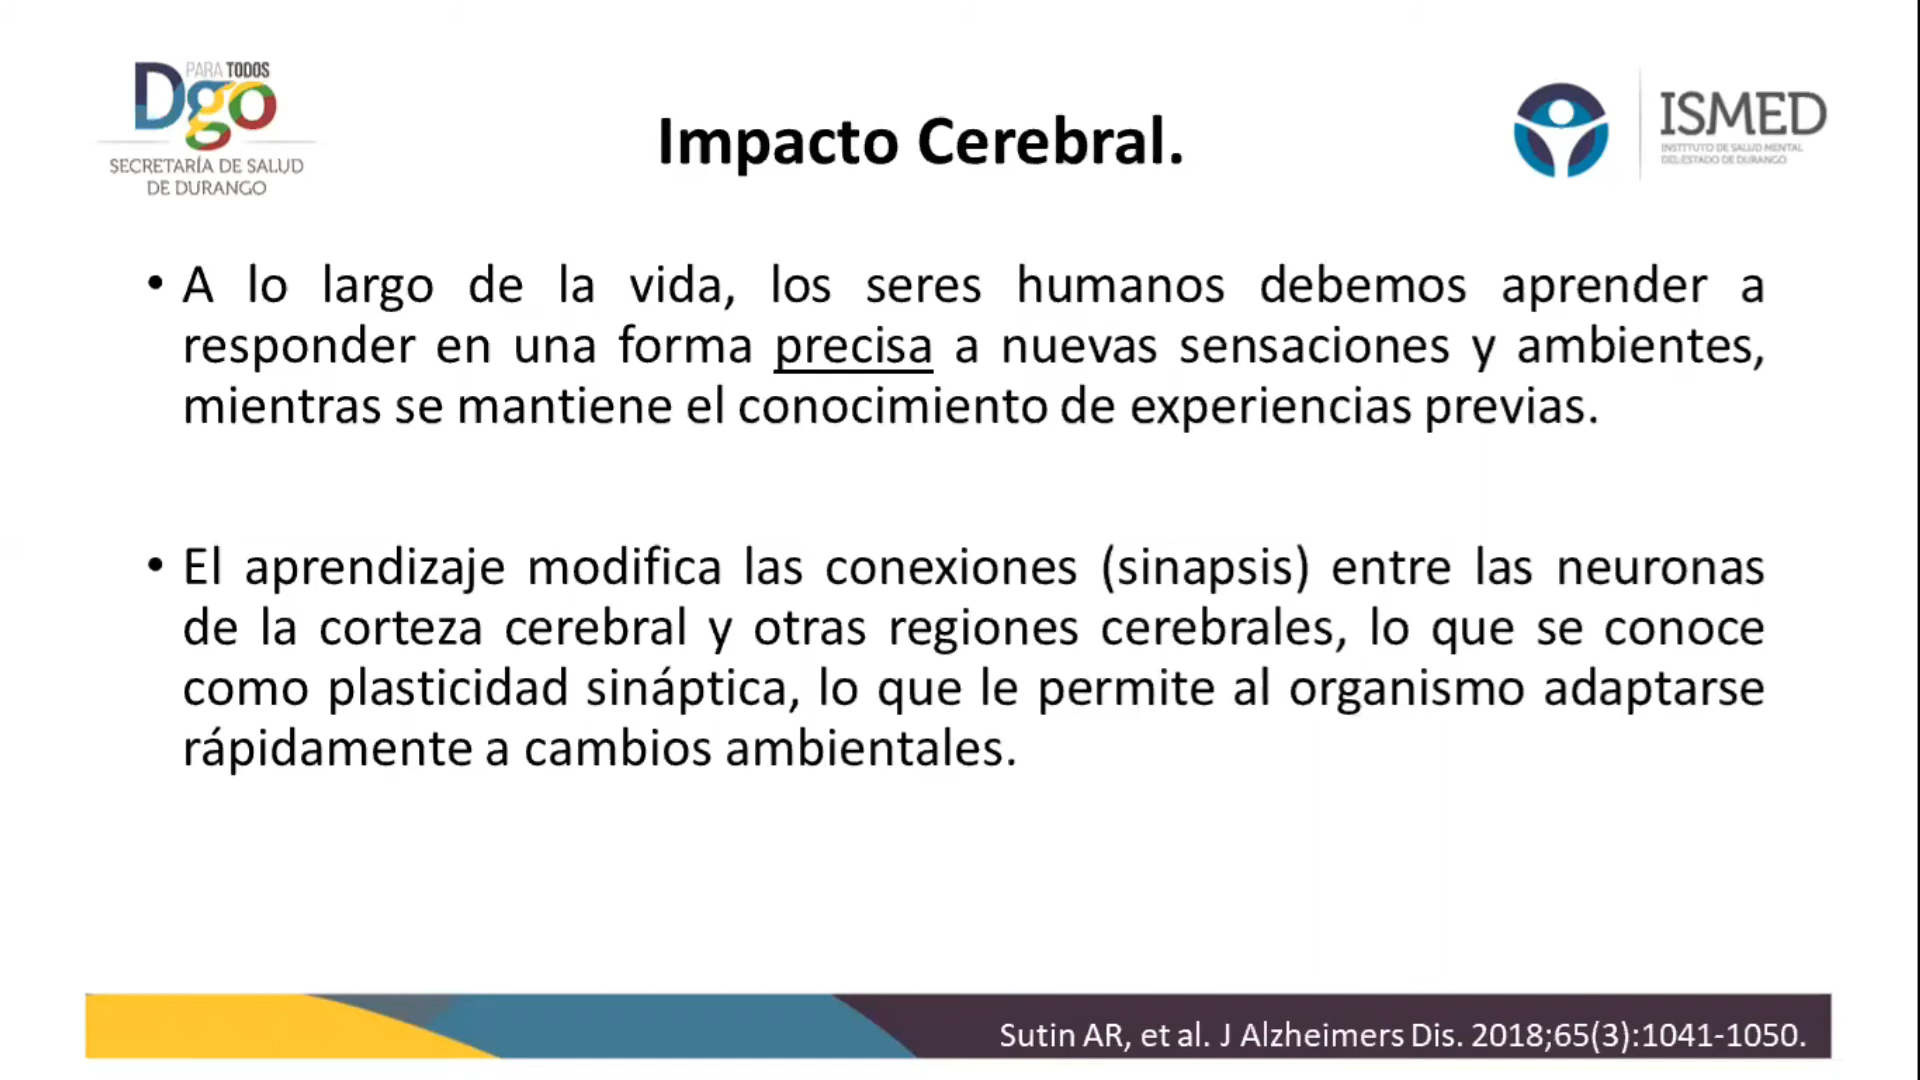 PARA TODOS
Dgo
SECRETARÍA DE SALUD
DE DURANGO
Impacto Cerebral.
ISMED
INSTITUTO DE SALUD MENTAL
DEL ESTADO DE DURANGO
• A lo largo de la vida, los seres humanos debemos aprender a
responder en una forma precisa a nuevas sensaciones y ambientes,
mientras se mantiene el conocimiento de experiencias previas.
• El aprendizaje modifica las conexiones (sinapsis) entre las neuronas
de la corteza cerebral y otras regiones cerebrales, lo que se conoce
como plasticidad sináptica, lo que le permite al organismo adaptarse
rápidamente a cambios ambientales.
Sutin AR, et al. J Alzheimers Dis. 2018;65(3):1041-1050.